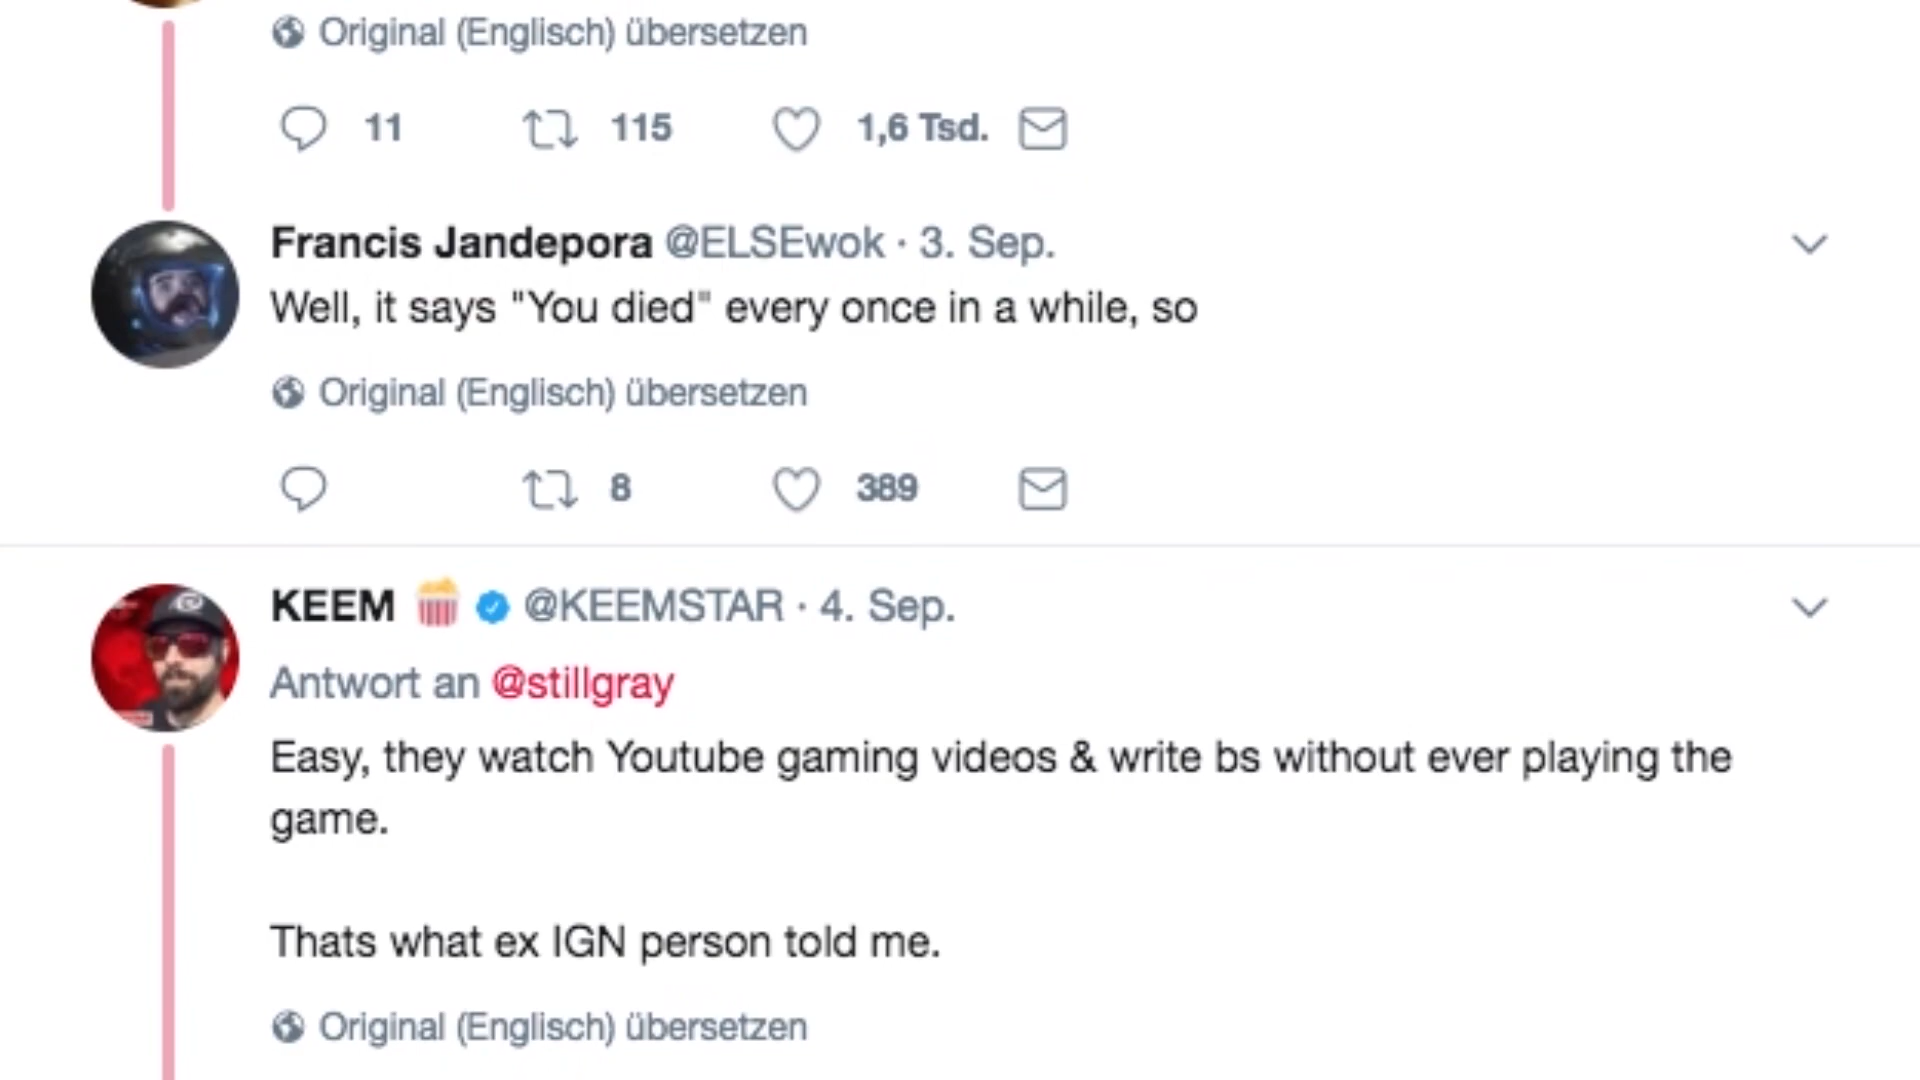 Original (Englisch) übersetzen
11 115 1,6 Tsd.
Francis Jandepora @ELSEwok · 3. Sep.
Well, it says "You died" every once in a while, so
Original (Englisch) übersetzen
8 389
KEEM @KEEMSTAR · 4. Sep.
Antwort an @stillgray
Easy, they watch Youtube gaming videos & write bs without ever playing the
game.
Thats what ex IGN person told me.
Original (Englisch) übersetzen